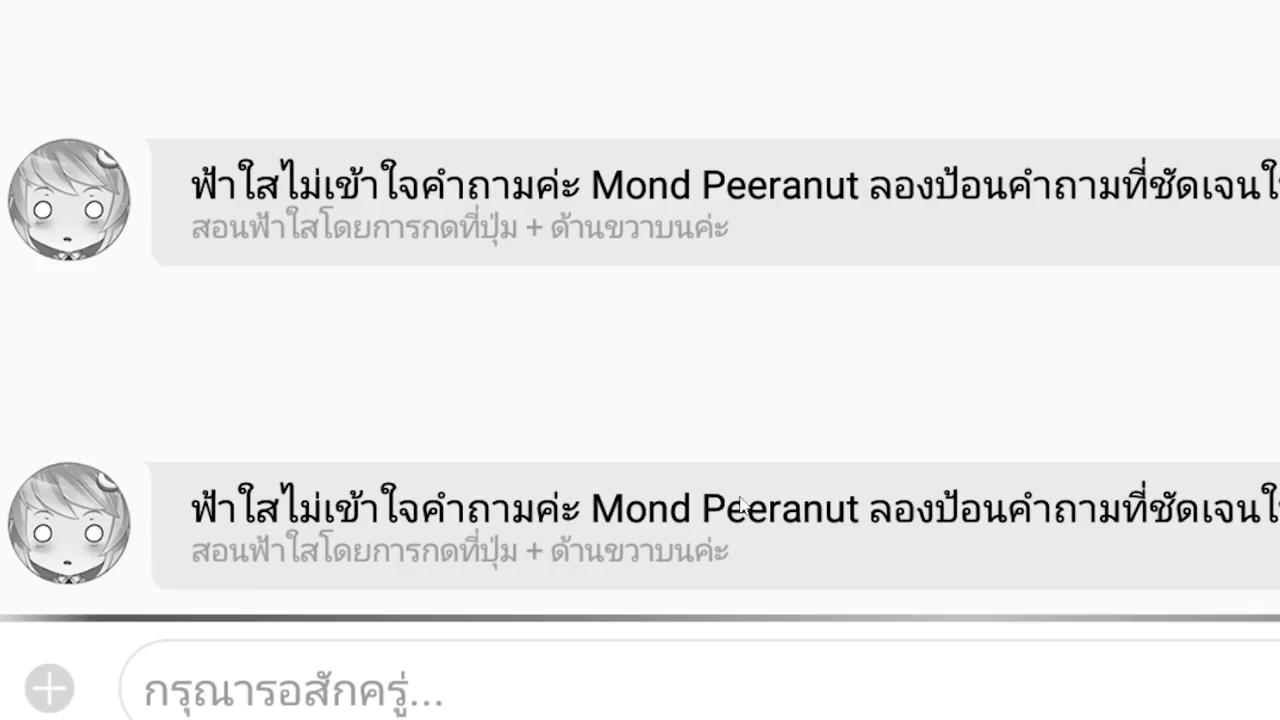 ฟ้าใสไม่เข้าใจคำถามค่ะ Mond Peeranut ลองป้อนคำถามที่ชัดเจน
สอนฟ้าใสโดยการกดที่ปุ่ม + ด้านขวาบนค่ะ
ฟ้าใสไม่เข้าใจคำถามค่ะ Mond Peeranut ลองป้อนคำถามที่ชัดเจน
สอนฟ้าใสโดยการกดที่ปุ่ม + ด้านขวาบนค่ะ
กรุณารอสักครู่...